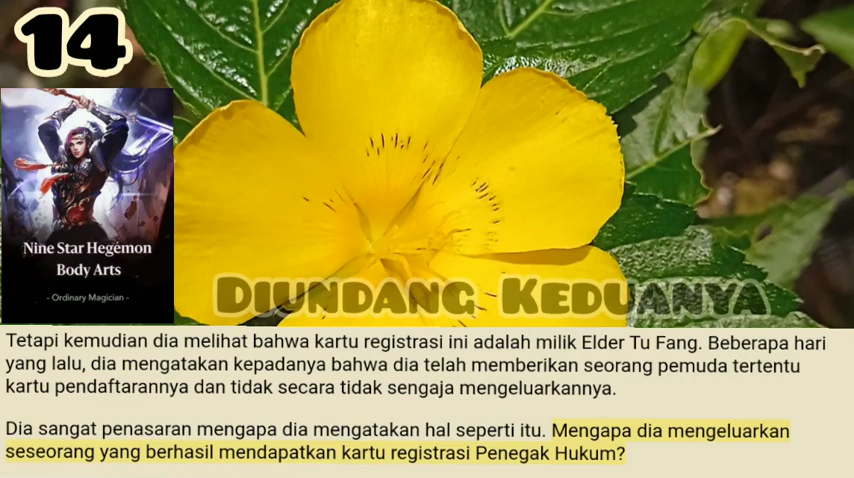 14
Nine Star Hegemon
Body Arts
- Ordinary Magician -
Diundang Keduanya
Tetapi kemudian dia melihat bahwa kartu registrasi ini adalah milik Elder Tu Fang. Beberapa hari
yang lalu, dia mengatakan kepadanya bahwa dia telah memberikan seorang pemuda tertentu
kartu pendaftarannya dan tidak secara tidak sengaja mengeluarkannya.
Dia sangat penasaran mengapa dia mengatakan hal seperti itu. Mengapa dia mengeluarkan
seseorang yang berhasil mendapatkan kartu registrasi Penegak Hukum?